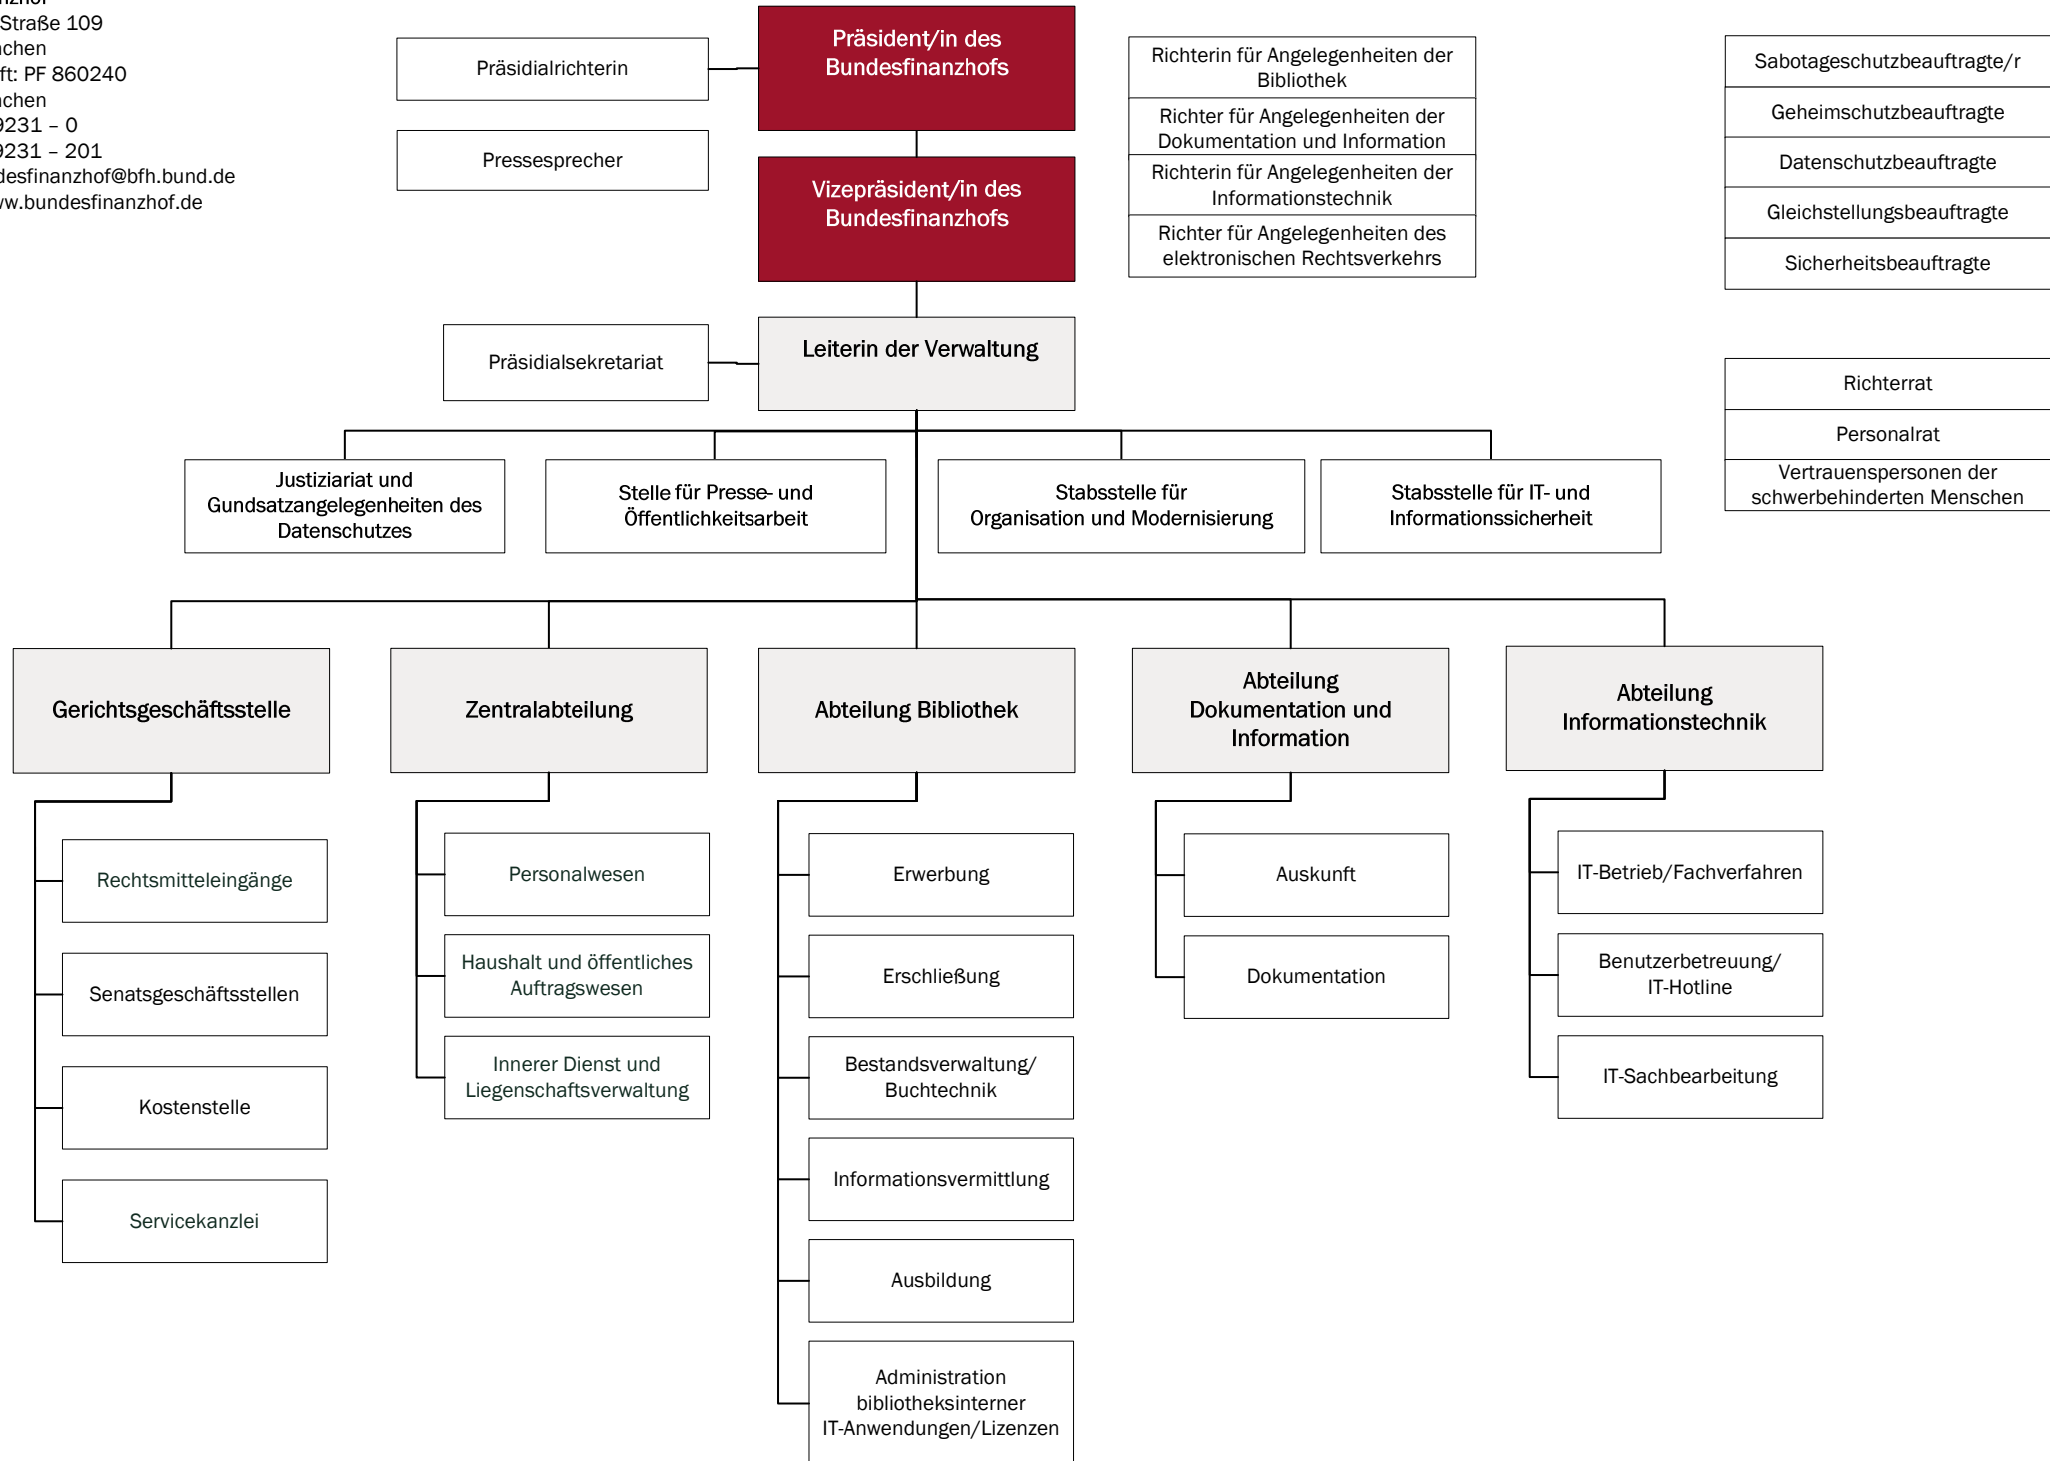 Straße 109
ft: PF 860240
9231 – 0
9231 – 201
desfinanzhof@bfh.bund.de
www.bundesfinanzhof.de
Präsidialrichterin
Pressesprecher
Präsident/in des
Bundesfinanzhofs
Vizepräsident/in des
Bundesfinanzhofs
Richterin für Angelegenheiten der
Bibliothek
Richter für Angelegenheiten der
Dokumentation und Information
Richterin für Angelegenheiten der
Informationstechnik
Richter für Angelegenheiten des
elektronischen Rechtsverkehrs
Sabotageschutzbeauftragte/r
Geheimschutzbeauftragte
Datenschutzbeauftragte
Gleichstellungsbeauftragte
Sicherheitsbeauftragte
Präsidialsekretariat
Leiterin der Verwaltung
Richterrat
Personalrat
Vertrauenspersonen der
schwerbehinderten Menschen
Justiziariat und
Gundsatzangelegenheiten des
Datenschutzes
Stelle für Presse- und
Öffentlichkeitsarbeit
Stabsstelle für
Organisation und Modernisierung
Stabsstelle für IT- und
Informationssicherheit
Gerichtsgeschäftsstelle
Rechtsmitteleingänge
Senatsgeschäftsstellen
Kostenstelle
Servicekanzlei
Zentralabteilung
Personalwesen
Haushalt und öffentliches
Auftragswesen
Innerer Dienst und
Liegenschaftsverwaltung
Abteilung Bibliothek
Erwerbung
Erschließung
Bestandsverwaltung/
Buchtechnik
Informationsvermittlung
Ausbildung
Administration
bibliotheksinterner
IT-Anwendungen/Lizenzen
Abteilung
Dokumentation und
Information
Auskunft
Dokumentation
Abteilung
Informationstechnik
IT-Betrieb/Fachverfahren
Benutzerbetreuung/
IT-Hotline
IT-Sachbearbeitung